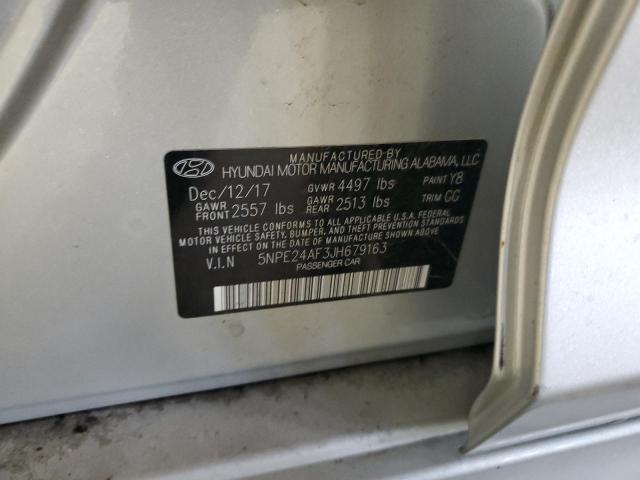 MANUFACTURED BY
HYUNDAI MOTOR MANUFACTURING ALABAMA, LLC
Dec/12/17 GVWR 4497 lbs PAINT Y8
GAWR FRONT 2557 lbs GAWR REAR 2513 lbs TRIM GG
THIS VEHICLE CONFORMS TO ALL APPLICABLE U.S.A. FEDERAL
MOTOR VEHICLE SAFETY, BUMPER, AND THEFT PREVENTION STANDARDS
IN EFFECT ON THE DATE OF MANUFACTURE SHOWN ABOVE.
V.I.N 5NPE24AF3JH679163
PASSENGER CAR